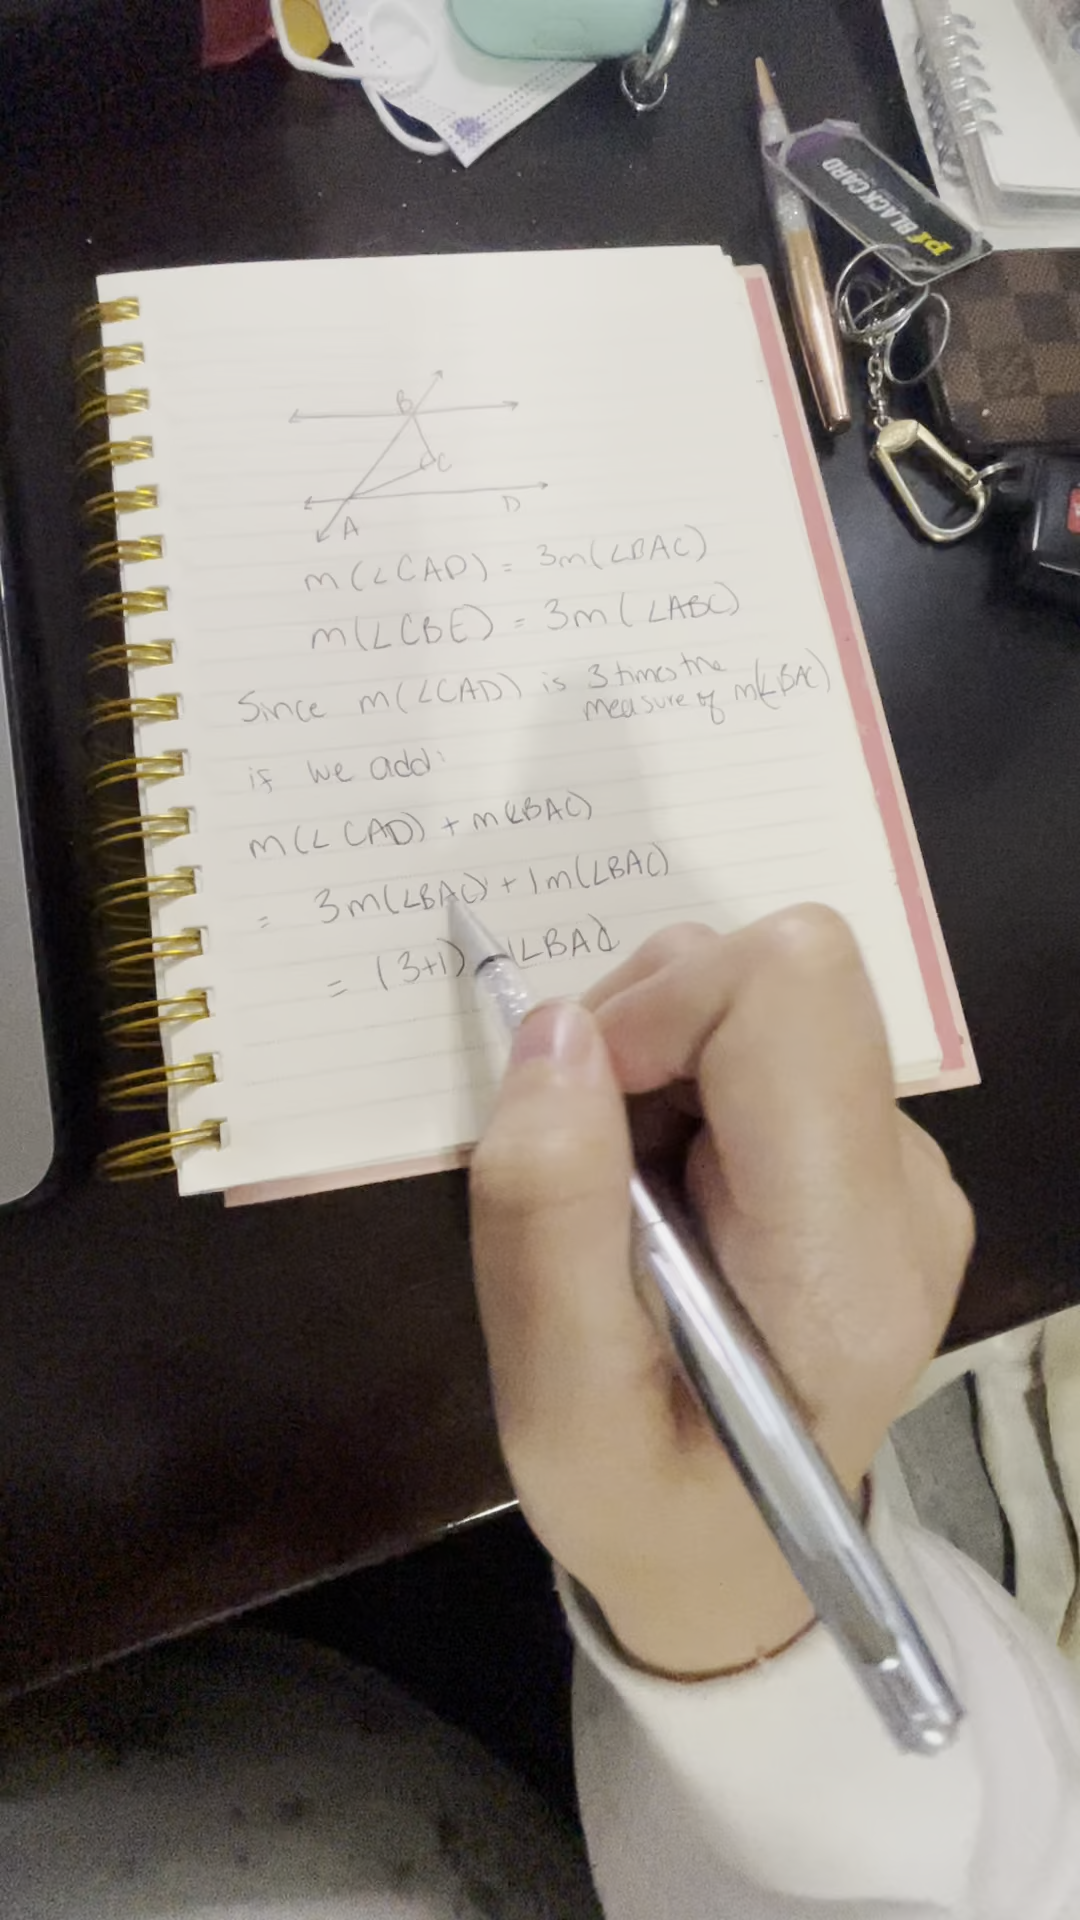 pf BLACK CARD
B
C
D
A
m(∠CAD) = 3m(∠BAC)
m(∠CBE) = 3m(∠ABC)
Since m(∠CAD) is 3 times the
measure of m(∠BAC)
if we add:
m(∠CAD) + m(∠BAC)
= 3m(∠BAC) + 1m(∠BAC)
= (3+1) (∠BAC